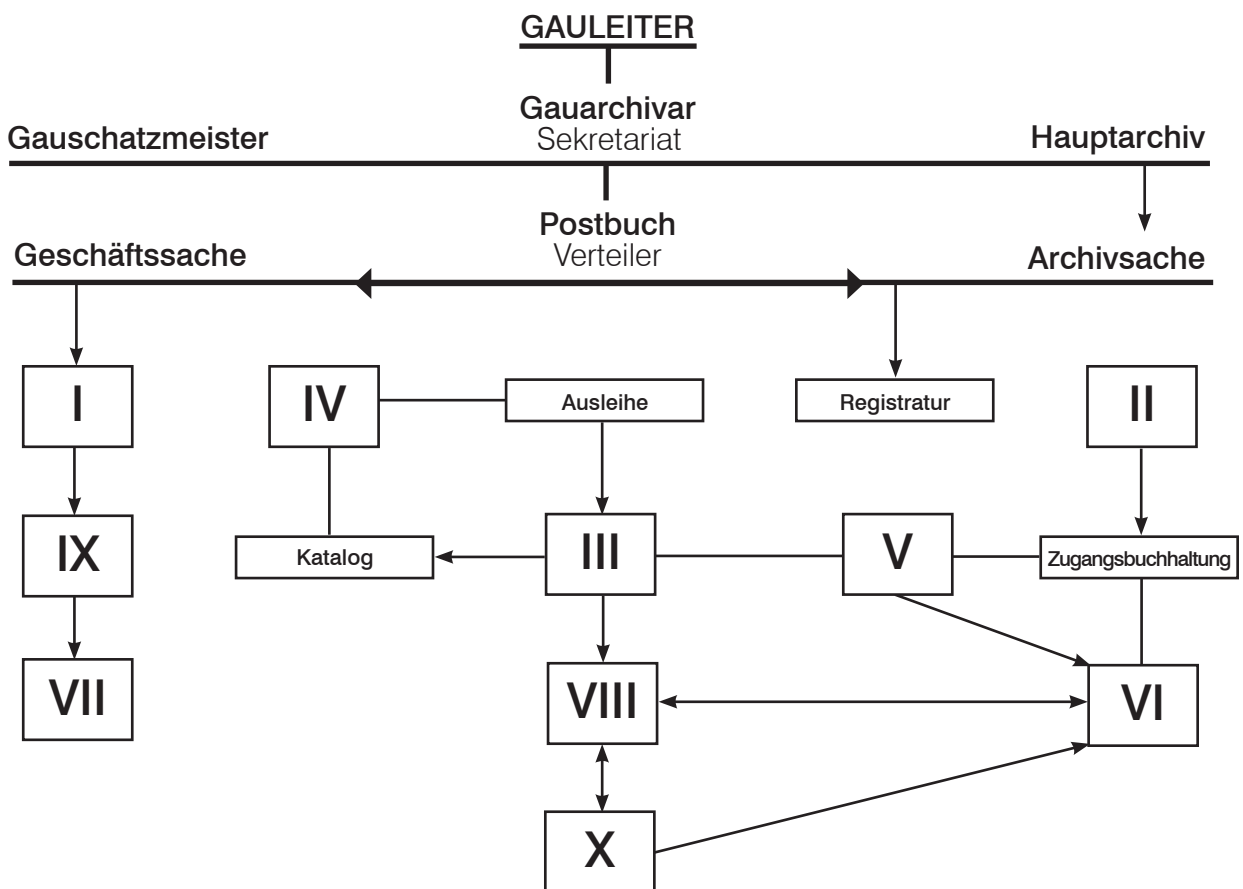 GAULEITER
Gauarchivar
Sekretariat
Gauschatzmeister
Hauptarchiv
Postbuch
Verteiler
Geschäftssache
Archivsache
I
IV
Ausleihe
Registratur
II
IX
Katalog
III
V
Zugangsbuchhaltung
VII
VIII
VI
X